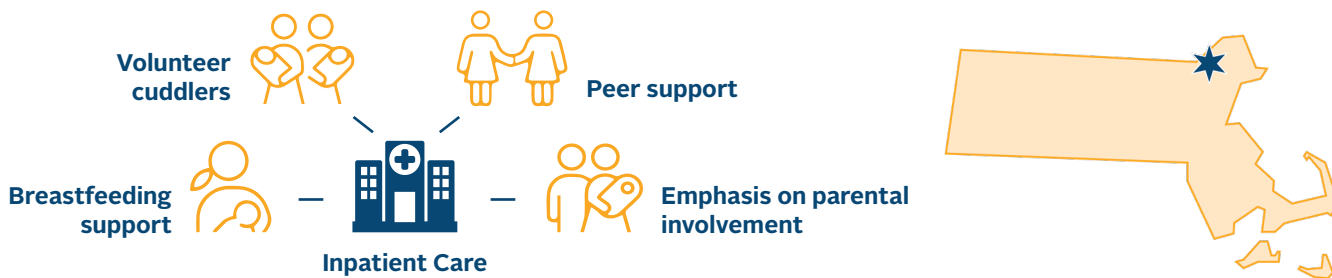 Volunteer
cuddlers
Peer support
Breastfeeding
support
Emphasis on parental
involvement
Inpatient Care